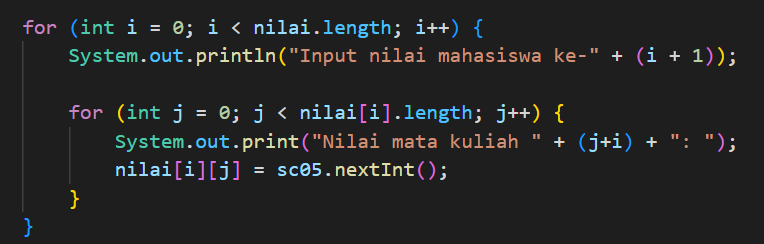 for (int i = 0; i < nilai.length; i++) {
System.out.println("Input nilai mahasiswa ke-" + (i + 1));
for (int j = 0; j < nilai[i].length; j++) {
System.out.print("Nilai mata kuliah " + (j+i) + ": ");
nilai[i][j] = sc05.nextInt();
}
}